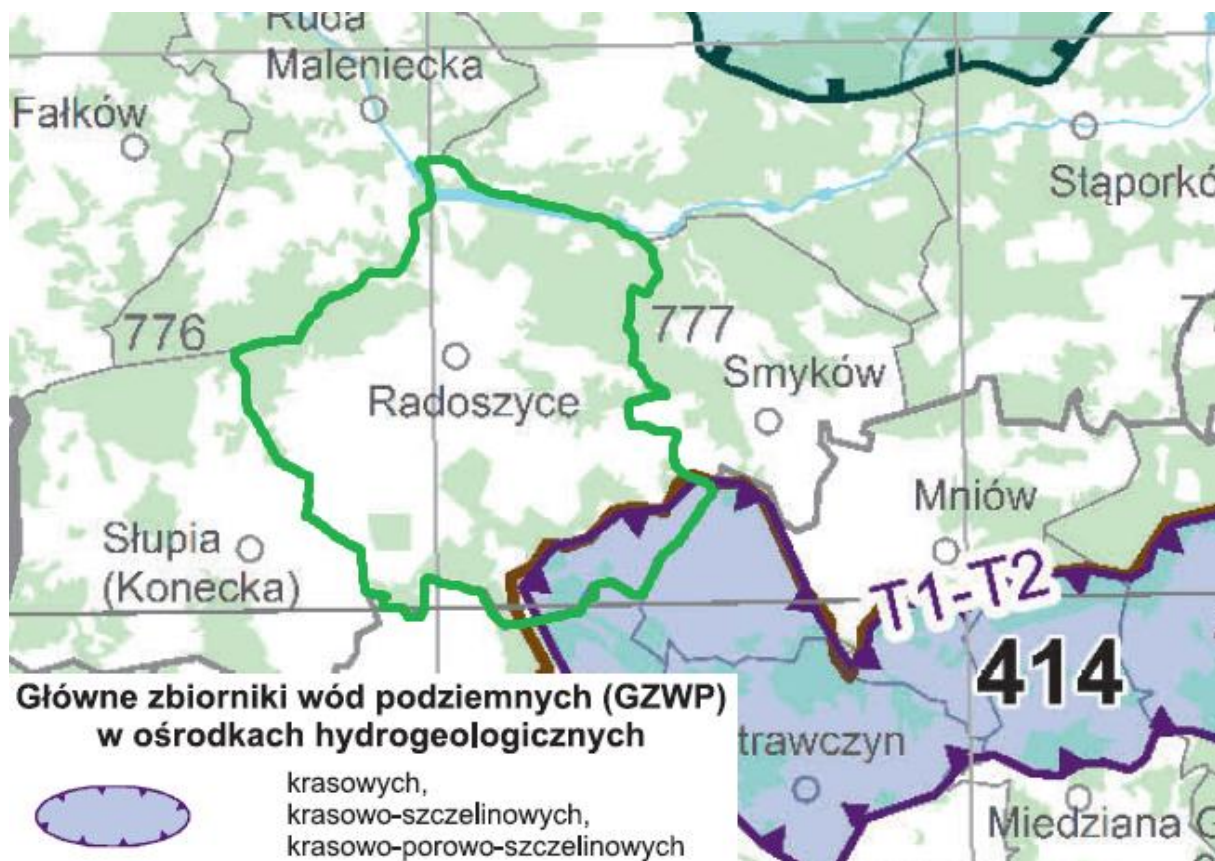 Ruda
Maleniecka
Fałków
Stąpork
776
777
Radoszyce
Smyków
Mniów
Słupia
(Konecka)
T1-T2
414
trawczyn
Miedziana G
Główne zbiorniki wód podziemnych (GZWP)
w ośrodkach hydrogeologicznych
krasowych,
krasowo-szczelinowych,
krasowo-porowo-szczelinowych